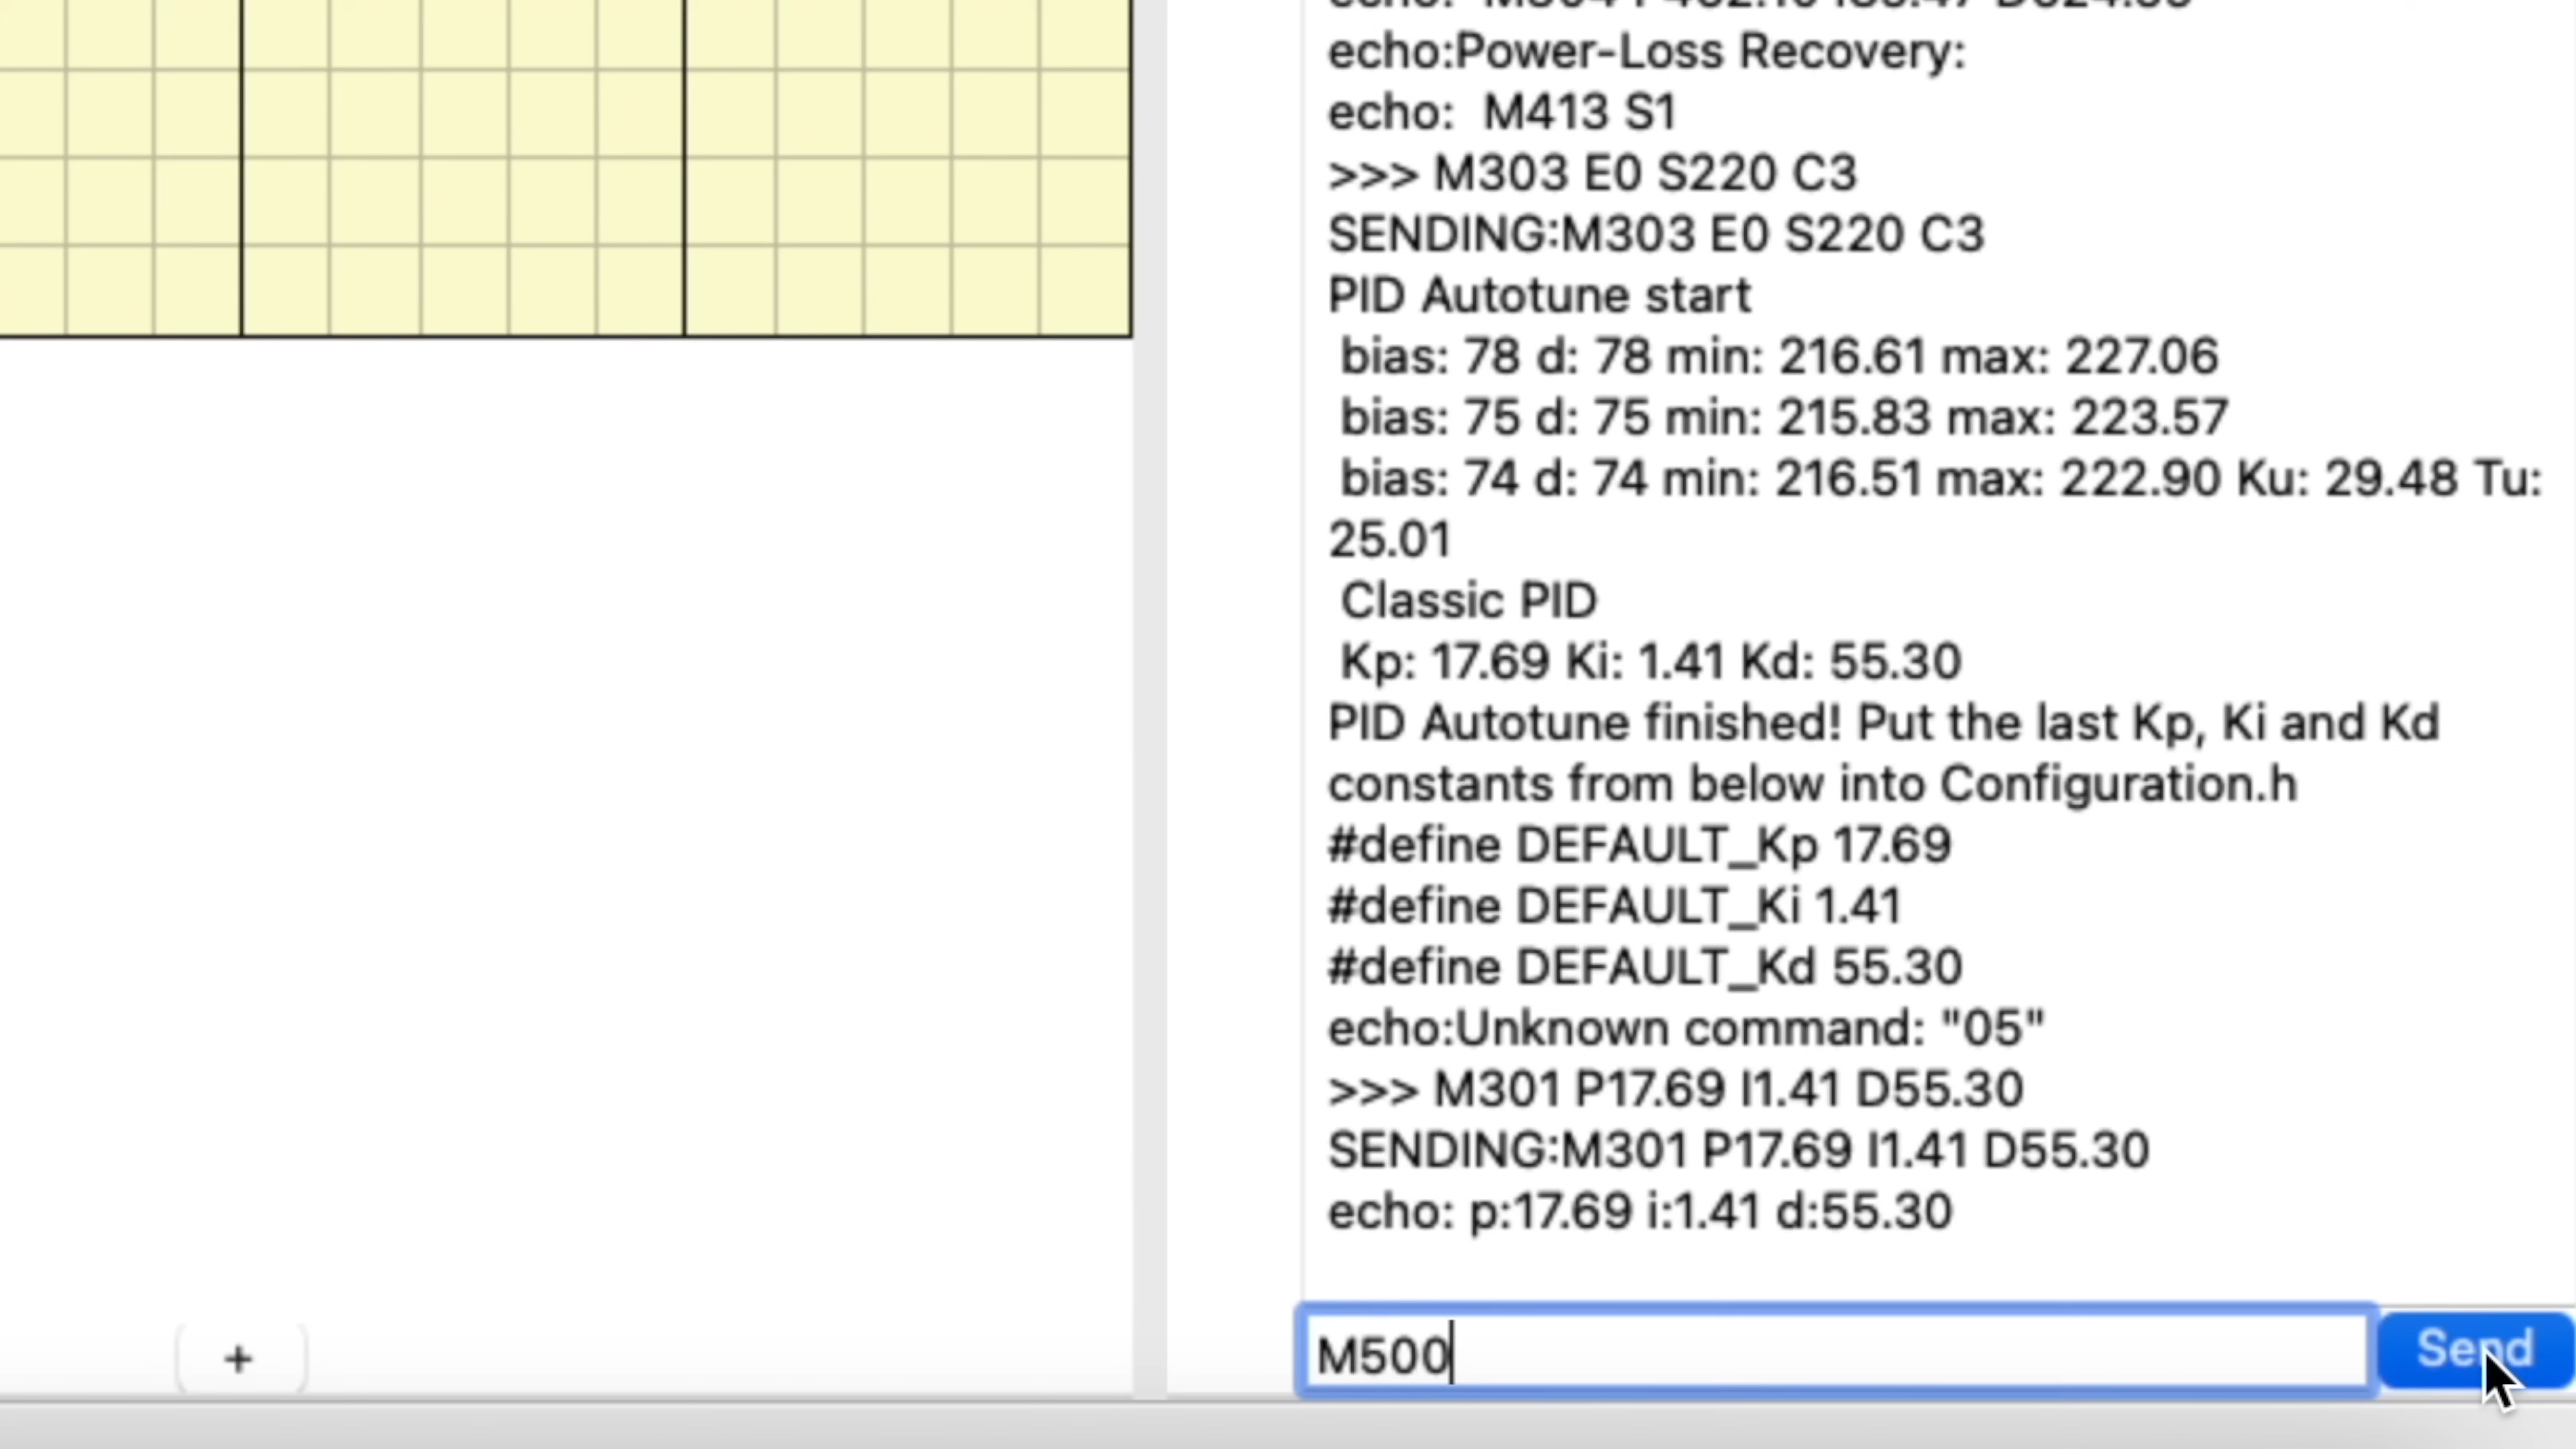 echo:Power-Loss Recovery:
echo:  M413 S1
>>> M303 E0 S220 C3
SENDING:M303 E0 S220 C3
PID Autotune start
 bias: 78 d: 78 min: 216.61 max: 227.06
 bias: 75 d: 75 min: 215.83 max: 223.57
 bias: 74 d: 74 min: 216.51 max: 222.90 Ku: 29.48 Tu:
25.01
 Classic PID
 Kp: 17.69 Ki: 1.41 Kd: 55.30
PID Autotune finished! Put the last Kp, Ki and Kd
constants from below into Configuration.h
#define DEFAULT_Kp 17.69
#define DEFAULT_Ki 1.41
#define DEFAULT_Kd 55.30
echo:Unknown command: "05"
>>> M301 P17.69 I1.41 D55.30
SENDING:M301 P17.69 I1.41 D55.30
echo: p:17.69 i:1.41 d:55.30
+
M500
Send